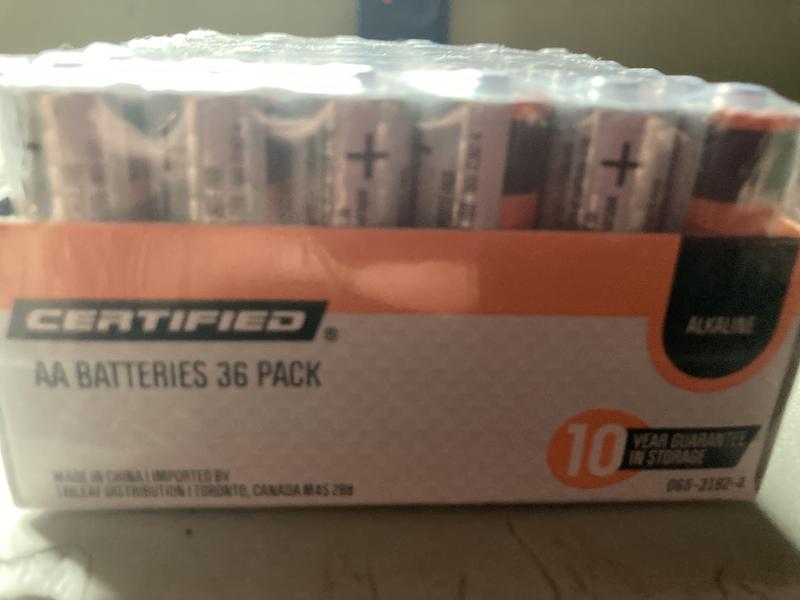 CERTIFIED®
AA BATTERIES 36 PACK
ALKALINE
10 YEAR GUARANTEE
IN STORAGE
MADE IN CHINA | IMPORTED BY
TRILEAF DISTRIBUTION | TORONTO, CANADA M4S 2B8
065-3182-4